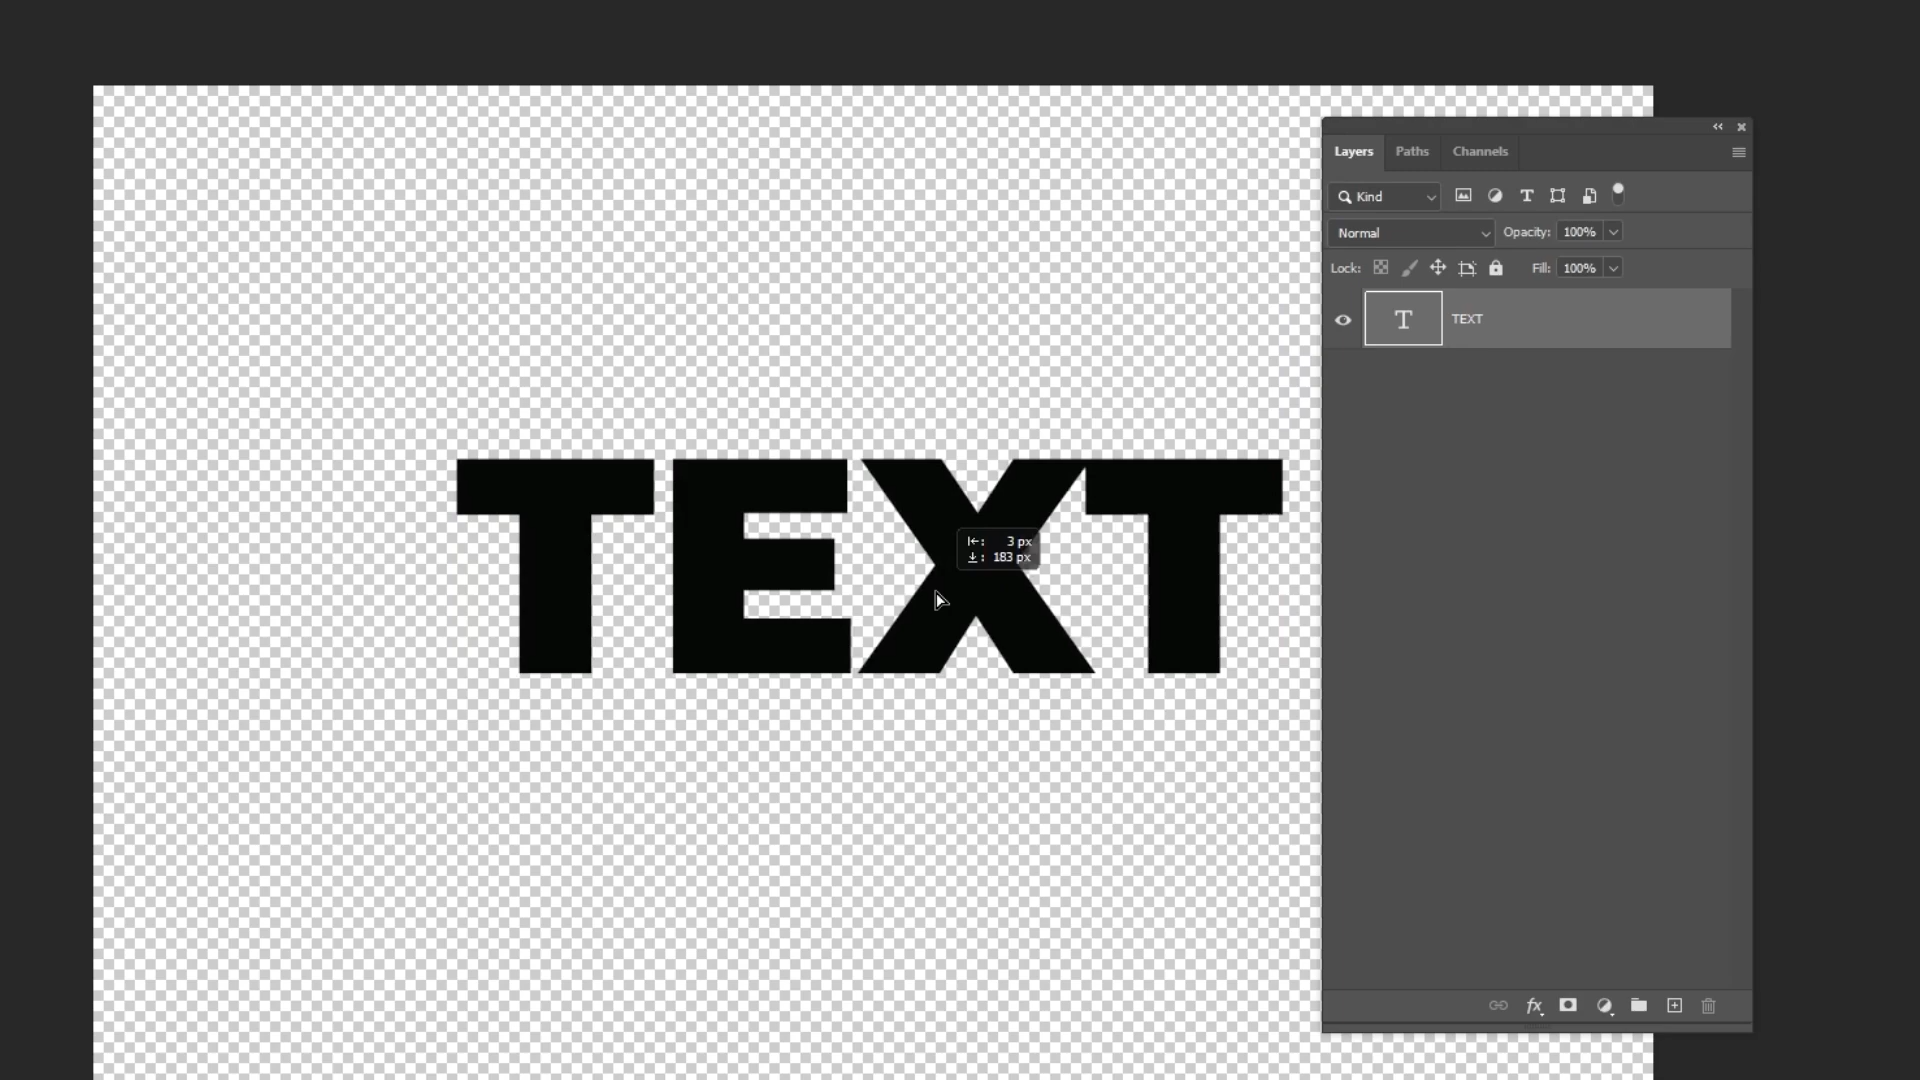 Layers Paths Channels
Kind T
Normal Opacity: 100%
Lock: Fill: 100%
T TEXT
TEXT
3 px
183 px
fx